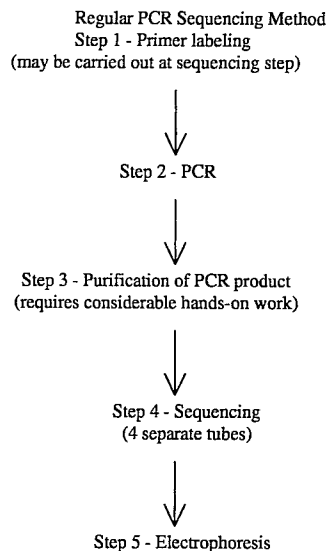 Regular PCR Sequencing Method
Step 1 - Primer labeling
(may be carried out at sequencing step)
Step 2 - PCR
Step 3 - Purification of PCR product
(requires considerable hands-on work)
Step 4 - Sequencing
(4 separate tubes)
Step 5 - Electrophoresis